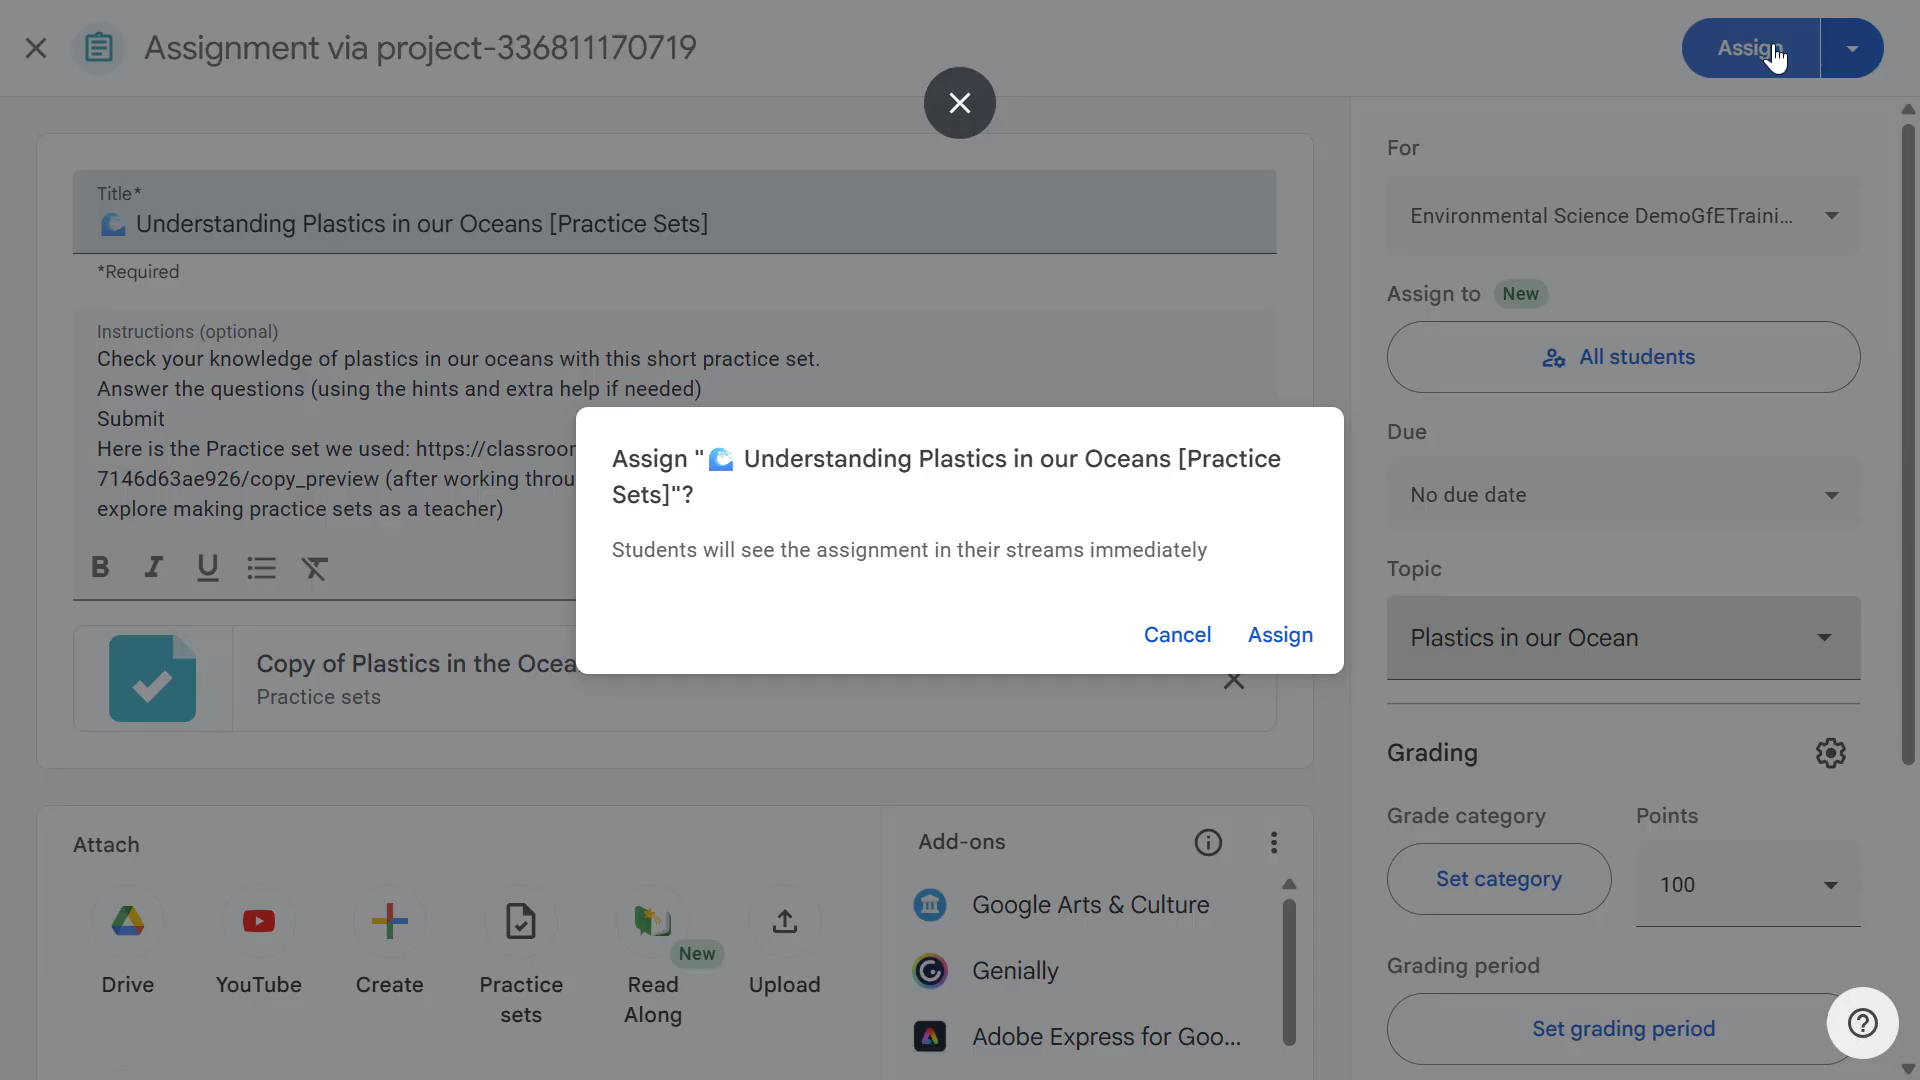 Assignment via project-336811170719
Assign
Title*
🌊 Understanding Plastics in our Oceans [Practice Sets]
*Required
Instructions (optional)
Check your knowledge of plastics in our oceans with this short practice set.
Answer the questions (using the hints and extra help if needed)
Submit
Here is the Practice set we used: https://classroo
7146d63ae926/copy_preview (after working throu
explore making practice sets as a teacher)
B I U
Copy of Plastics in the Ocea
Practice sets
Assign "🌊 Understanding Plastics in our Oceans [Practice
Sets]"?
Students will see the assignment in their streams immediately
Cancel Assign
For
Environmental Science DemoGfETraini...
Assign to New
All students
Due
No due date
Topic
Plastics in our Ocean
Grading
Grade category Points
Set category 100
Grading period
Set grading period
Attach
Drive
YouTube
Create
Practice
sets
New
Read
Along
Upload
Add-ons
Google Arts & Culture
Genially
Adobe Express for Goo...